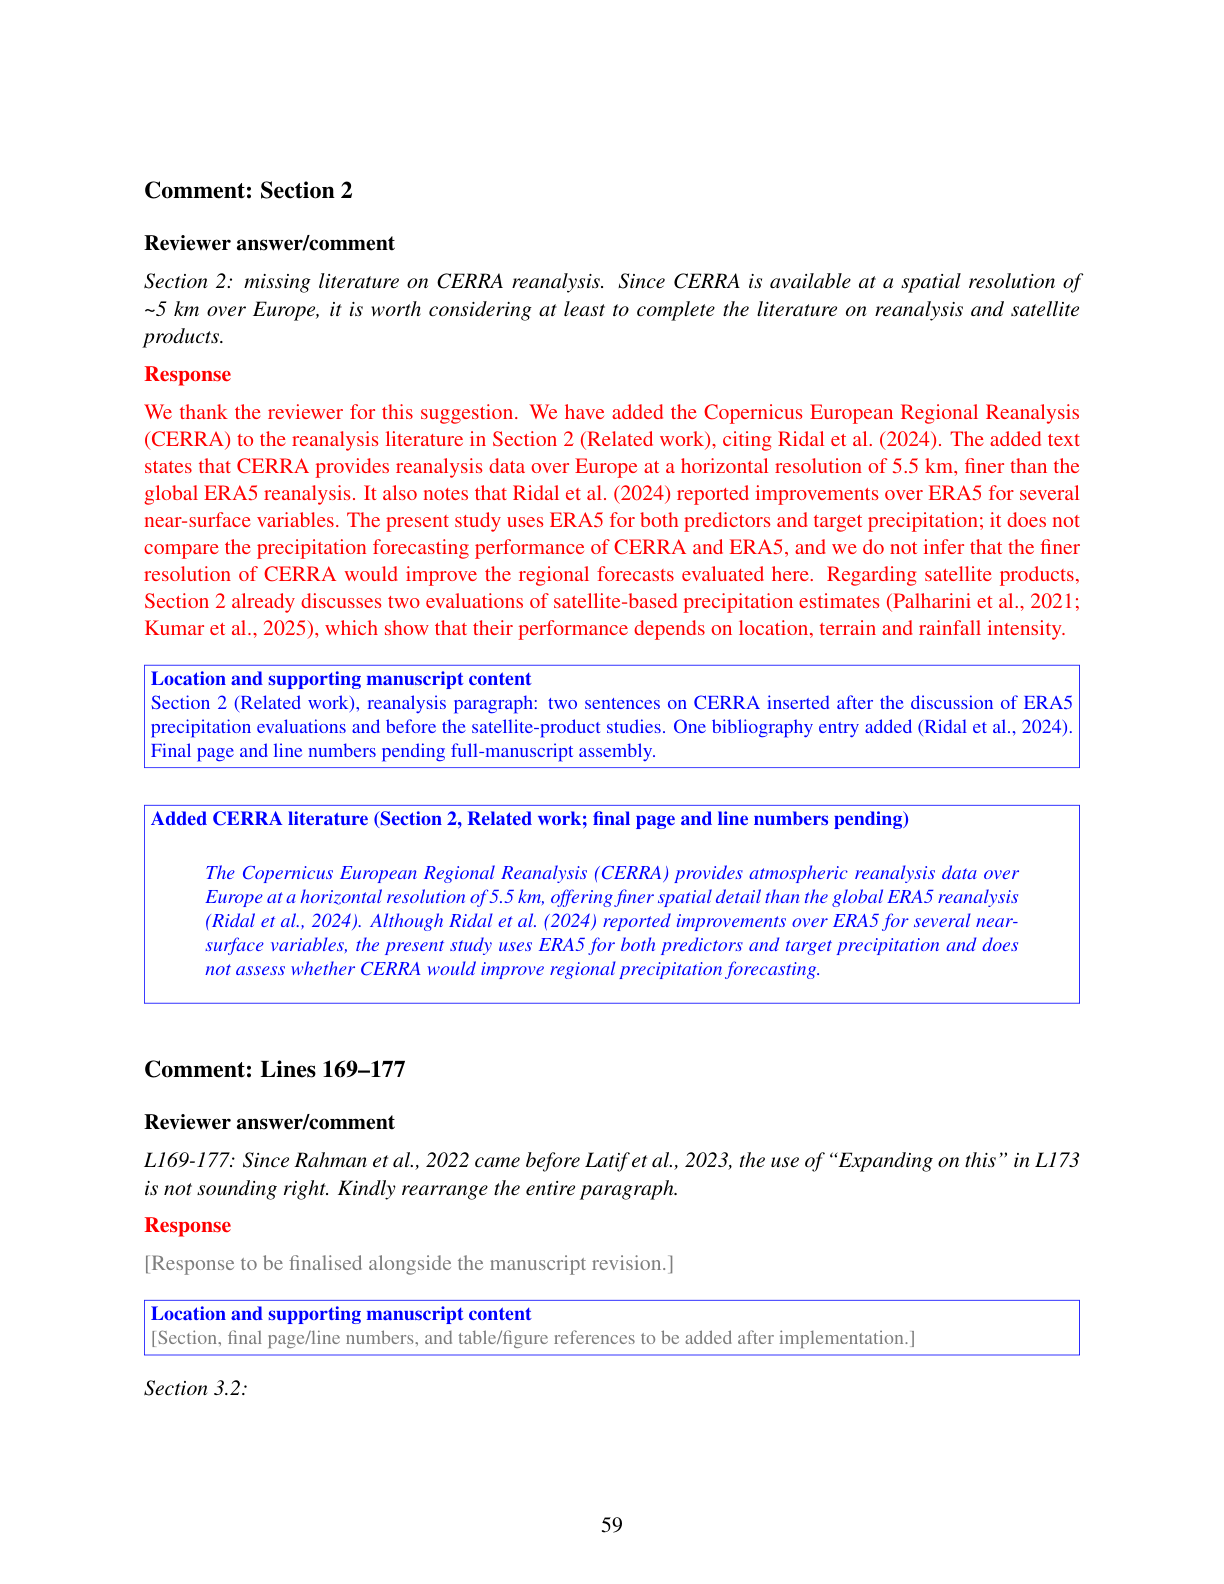 Comment: Section 2
Reviewer answer/comment
Section 2: missing literature on CERRA reanalysis. Since CERRA is available at a spatial resolution of
~5 km over Europe, it is worth considering at least to complete the literature on reanalysis and satellite
products.
Response
We thank the reviewer for this suggestion. We have added the Copernicus European Regional Reanalysis
(CERRA) to the reanalysis literature in Section 2 (Related work), citing Ridal et al. (2024). The added text
states that CERRA provides reanalysis data over Europe at a horizontal resolution of 5.5 km, finer than the
global ERA5 reanalysis. It also notes that Ridal et al. (2024) reported improvements over ERA5 for several
near-surface variables. The present study uses ERA5 for both predictors and target precipitation; it does not
compare the precipitation forecasting performance of CERRA and ERA5, and we do not infer that the finer
resolution of CERRA would improve the regional forecasts evaluated here. Regarding satellite products,
Section 2 already discusses two evaluations of satellite-based precipitation estimates (Palharini et al., 2021;
Kumar et al., 2025), which show that their performance depends on location, terrain and rainfall intensity.
Location and supporting manuscript content
Section 2 (Related work), reanalysis paragraph: two sentences on CERRA inserted after the discussion of ERA5
precipitation evaluations and before the satellite-product studies. One bibliography entry added (Ridal et al., 2024).
Final page and line numbers pending full-manuscript assembly.
Added CERRA literature (Section 2, Related work; final page and line numbers pending)
The Copernicus European Regional Reanalysis (CERRA) provides atmospheric reanalysis data over
Europe at a horizontal resolution of 5.5 km, offering finer spatial detail than the global ERA5 reanalysis
(Ridal et al., 2024). Although Ridal et al. (2024) reported improvements over ERA5 for several near-
surface variables, the present study uses ERA5 for both predictors and target precipitation and does
not assess whether CERRA would improve regional precipitation forecasting.
Comment: Lines 169–177
Reviewer answer/comment
L169-177: Since Rahman et al., 2022 came before Latif et al., 2023, the use of “Expanding on this” in L173
is not sounding right. Kindly rearrange the entire paragraph.
Response
[Response to be finalised alongside the manuscript revision.]
Location and supporting manuscript content
[Section, final page/line numbers, and table/figure references to be added after implementation.]
Section 3.2:
59